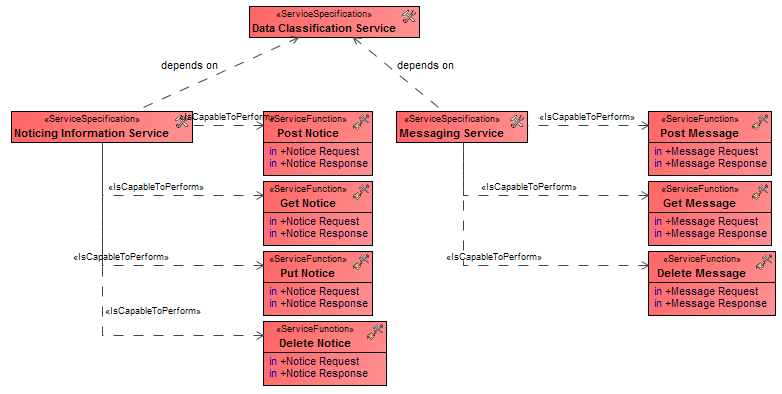 «ServiceSpecification»
Data Classification Service
depends on
depends on
«ServiceSpecification»
Noticing Information Service
«IsCapableToPerform»
«ServiceFunction»
Post Notice
in +Notice Request
in +Notice Response
«IsCapableToPerform»
«ServiceFunction»
Get Notice
in +Notice Request
in +Notice Response
«IsCapableToPerform»
«ServiceFunction»
Put Notice
in +Notice Request
in +Notice Response
«IsCapableToPerform»
«ServiceFunction»
Delete Notice
in +Notice Request
in +Notice Response
«ServiceSpecification»
Messaging Service
«IsCapableToPerform»
«ServiceFunction»
Post Message
in +Message Request
in +Message Response
«IsCapableToPerform»
«ServiceFunction»
Get Message
in +Message Request
in +Message Response
«IsCapableToPerform»
«ServiceFunction»
Delete Message
in +Message Request
in +Message Response